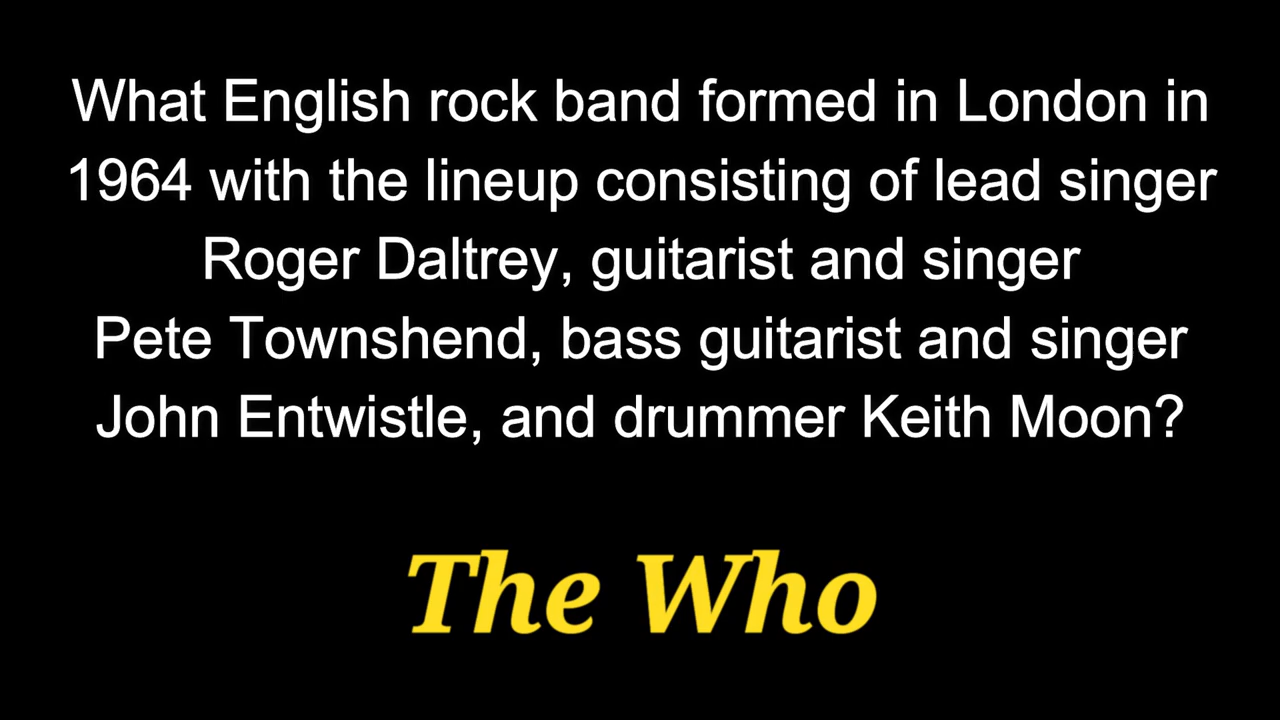 What English rock band formed in London in
1964 with the lineup consisting of lead singer
Roger Daltrey, guitarist and singer
Pete Townshend, bass guitarist and singer
John Entwistle, and drummer Keith Moon?
The Who